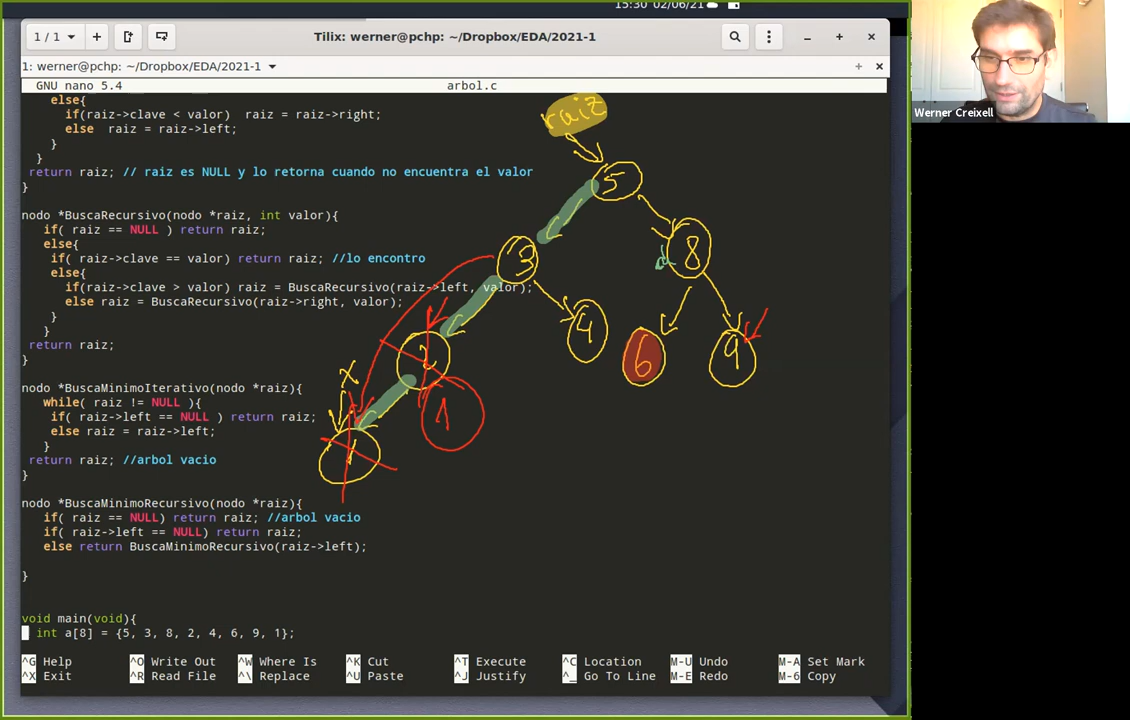 15:30 02/06/21
1 / 1
Tilix: werner@pchp: ~/Dropbox/EDA/2021-1
1: werner@pchp: ~/Dropbox/EDA/2021-1
GNU nano 5.4 arbol.c
else{
if(raiz->clave < valor) raiz = raiz->right;
else raiz = raiz->left;
}
}
return raiz; // raiz es NULL y lo retorna cuando no encuentra el valor
}
nodo *BuscaRecursivo(nodo *raiz, int valor){
if( raiz == NULL ) return raiz;
else{
if( raiz->clave == valor) return raiz; //lo encontro
else{
if(raiz->clave > valor) raiz = BuscaRecursivo(raiz->left, valor);
else raiz = BuscaRecursivo(raiz->right, valor);
}
}
return raiz;
}
nodo *BuscaMinimoIterativo(nodo *raiz){
while( raiz != NULL ){
if( raiz->left == NULL ) return raiz;
else raiz = raiz->left;
}
return raiz; //arbol vacio
}
nodo *BuscaMinimoRecursivo(nodo *raiz){
if( raiz == NULL) return raiz; //arbol vacio
if( raiz->left == NULL) return raiz;
else return BuscaMinimoRecursivo(raiz->left);
}
void main(void){
int a[8] = {5, 3, 8, 2, 4, 6, 9, 1};
^G Help ^O Write Out ^W Where Is ^K Cut ^T Execute ^C Location M-U Undo M-A Set Mark
^X Exit ^R Read File ^\ Replace ^U Paste ^J Justify ^_ Go To Line M-E Redo M-6 Copy
raiz
5
3 8
2 4 6 9
x
1 1
d
Werner Creixell